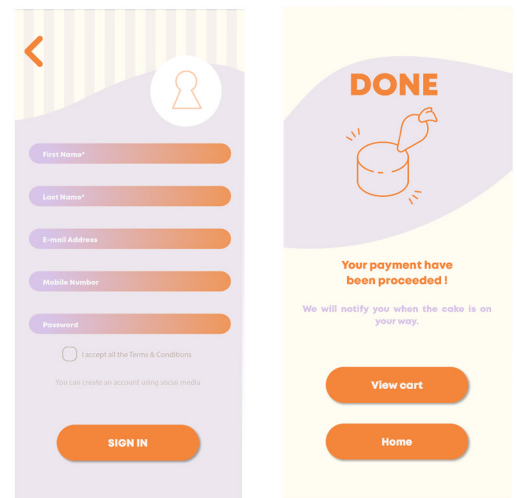 First Name*
Last Name*
E-mail Address
Mobile Number
Password
I accept all the Terms & Conditions
You can create an account using social media
SIGN IN
DONE
Your payment have
been proceeded !
We will notify you when the cake is on
your way.
View cart
Home